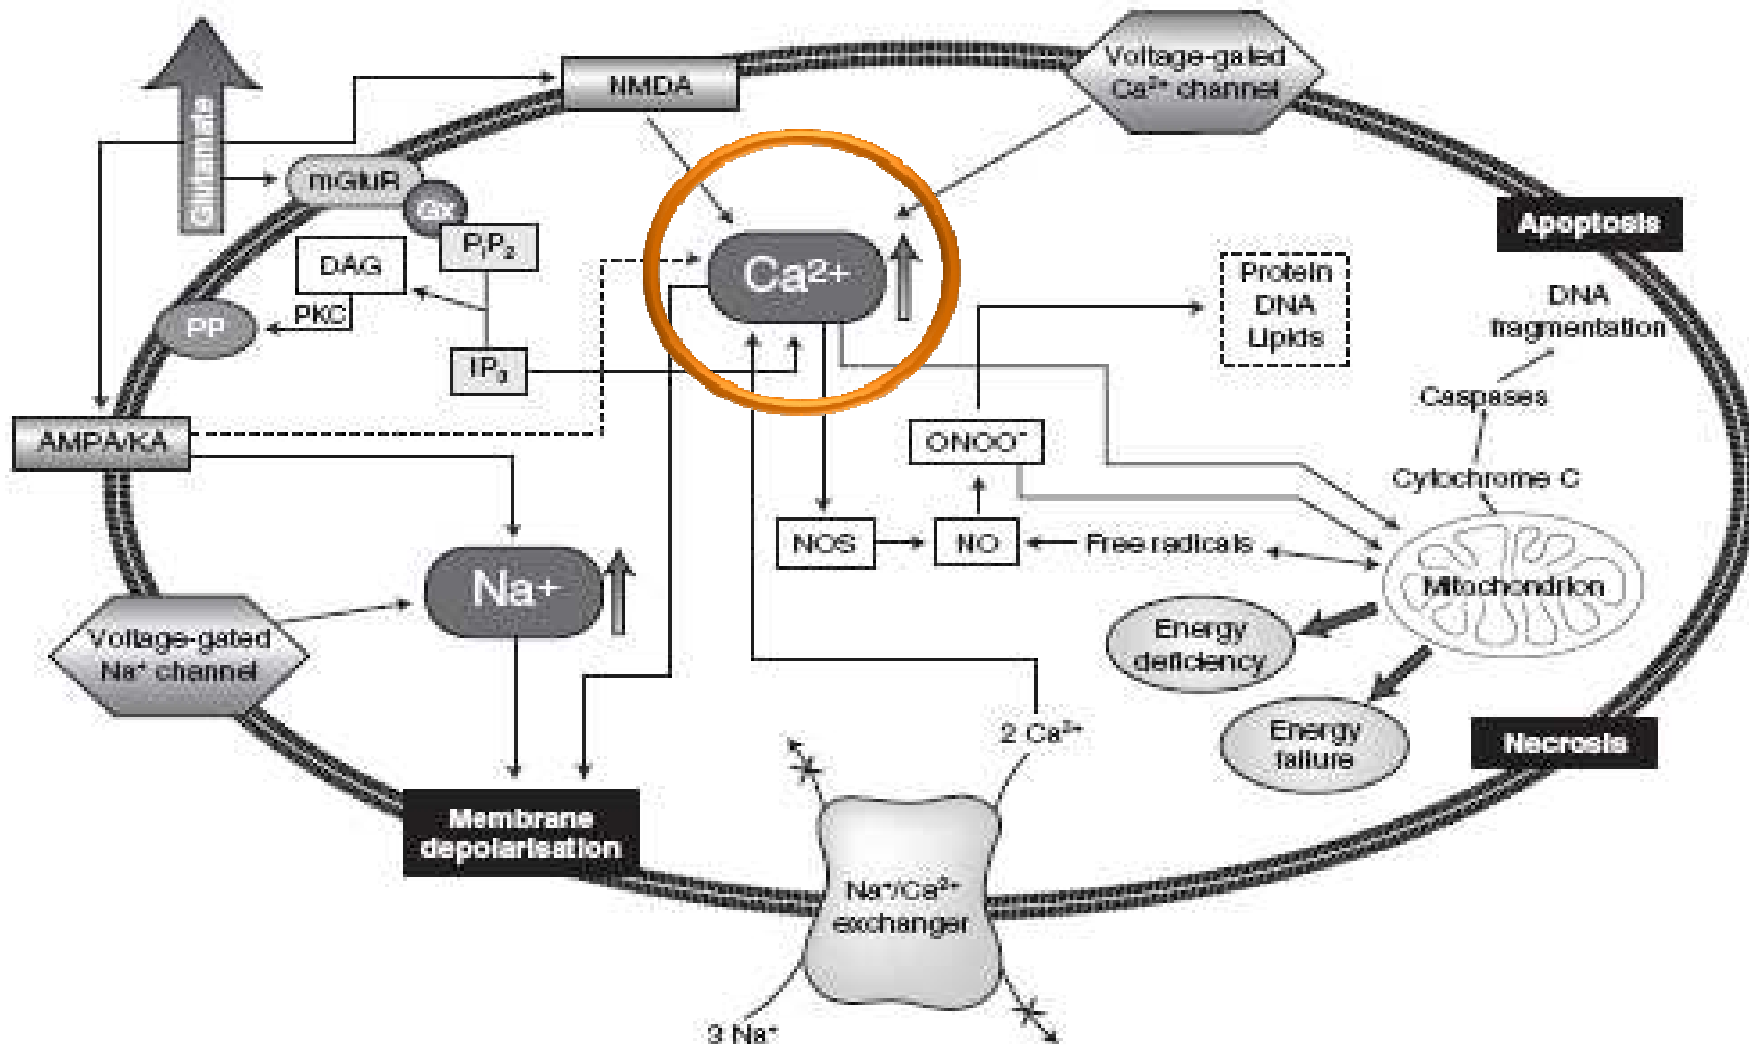 Glutamate
NMDA
Voltage-gated
Ca²⁺ channel
mGluR
Gx
PᵢP₂
DAG
PKC
PP
IP₃
Ca²⁺
Apoptosis
Protein
DNA
Lipids
DNA
fragmentation
Caspases
Cytochrome C
AMPA/KA
ONOO⁻
NOS
NO
Free radicals
Mitochondrion
Na⁺
Voltage-gated
Na⁺ channel
Energy
deficiency
Energy
failure
Necrosis
2 Ca²⁺
Membrane
depolarisation
Na⁺/Ca²⁺
exchanger
3 Na⁺